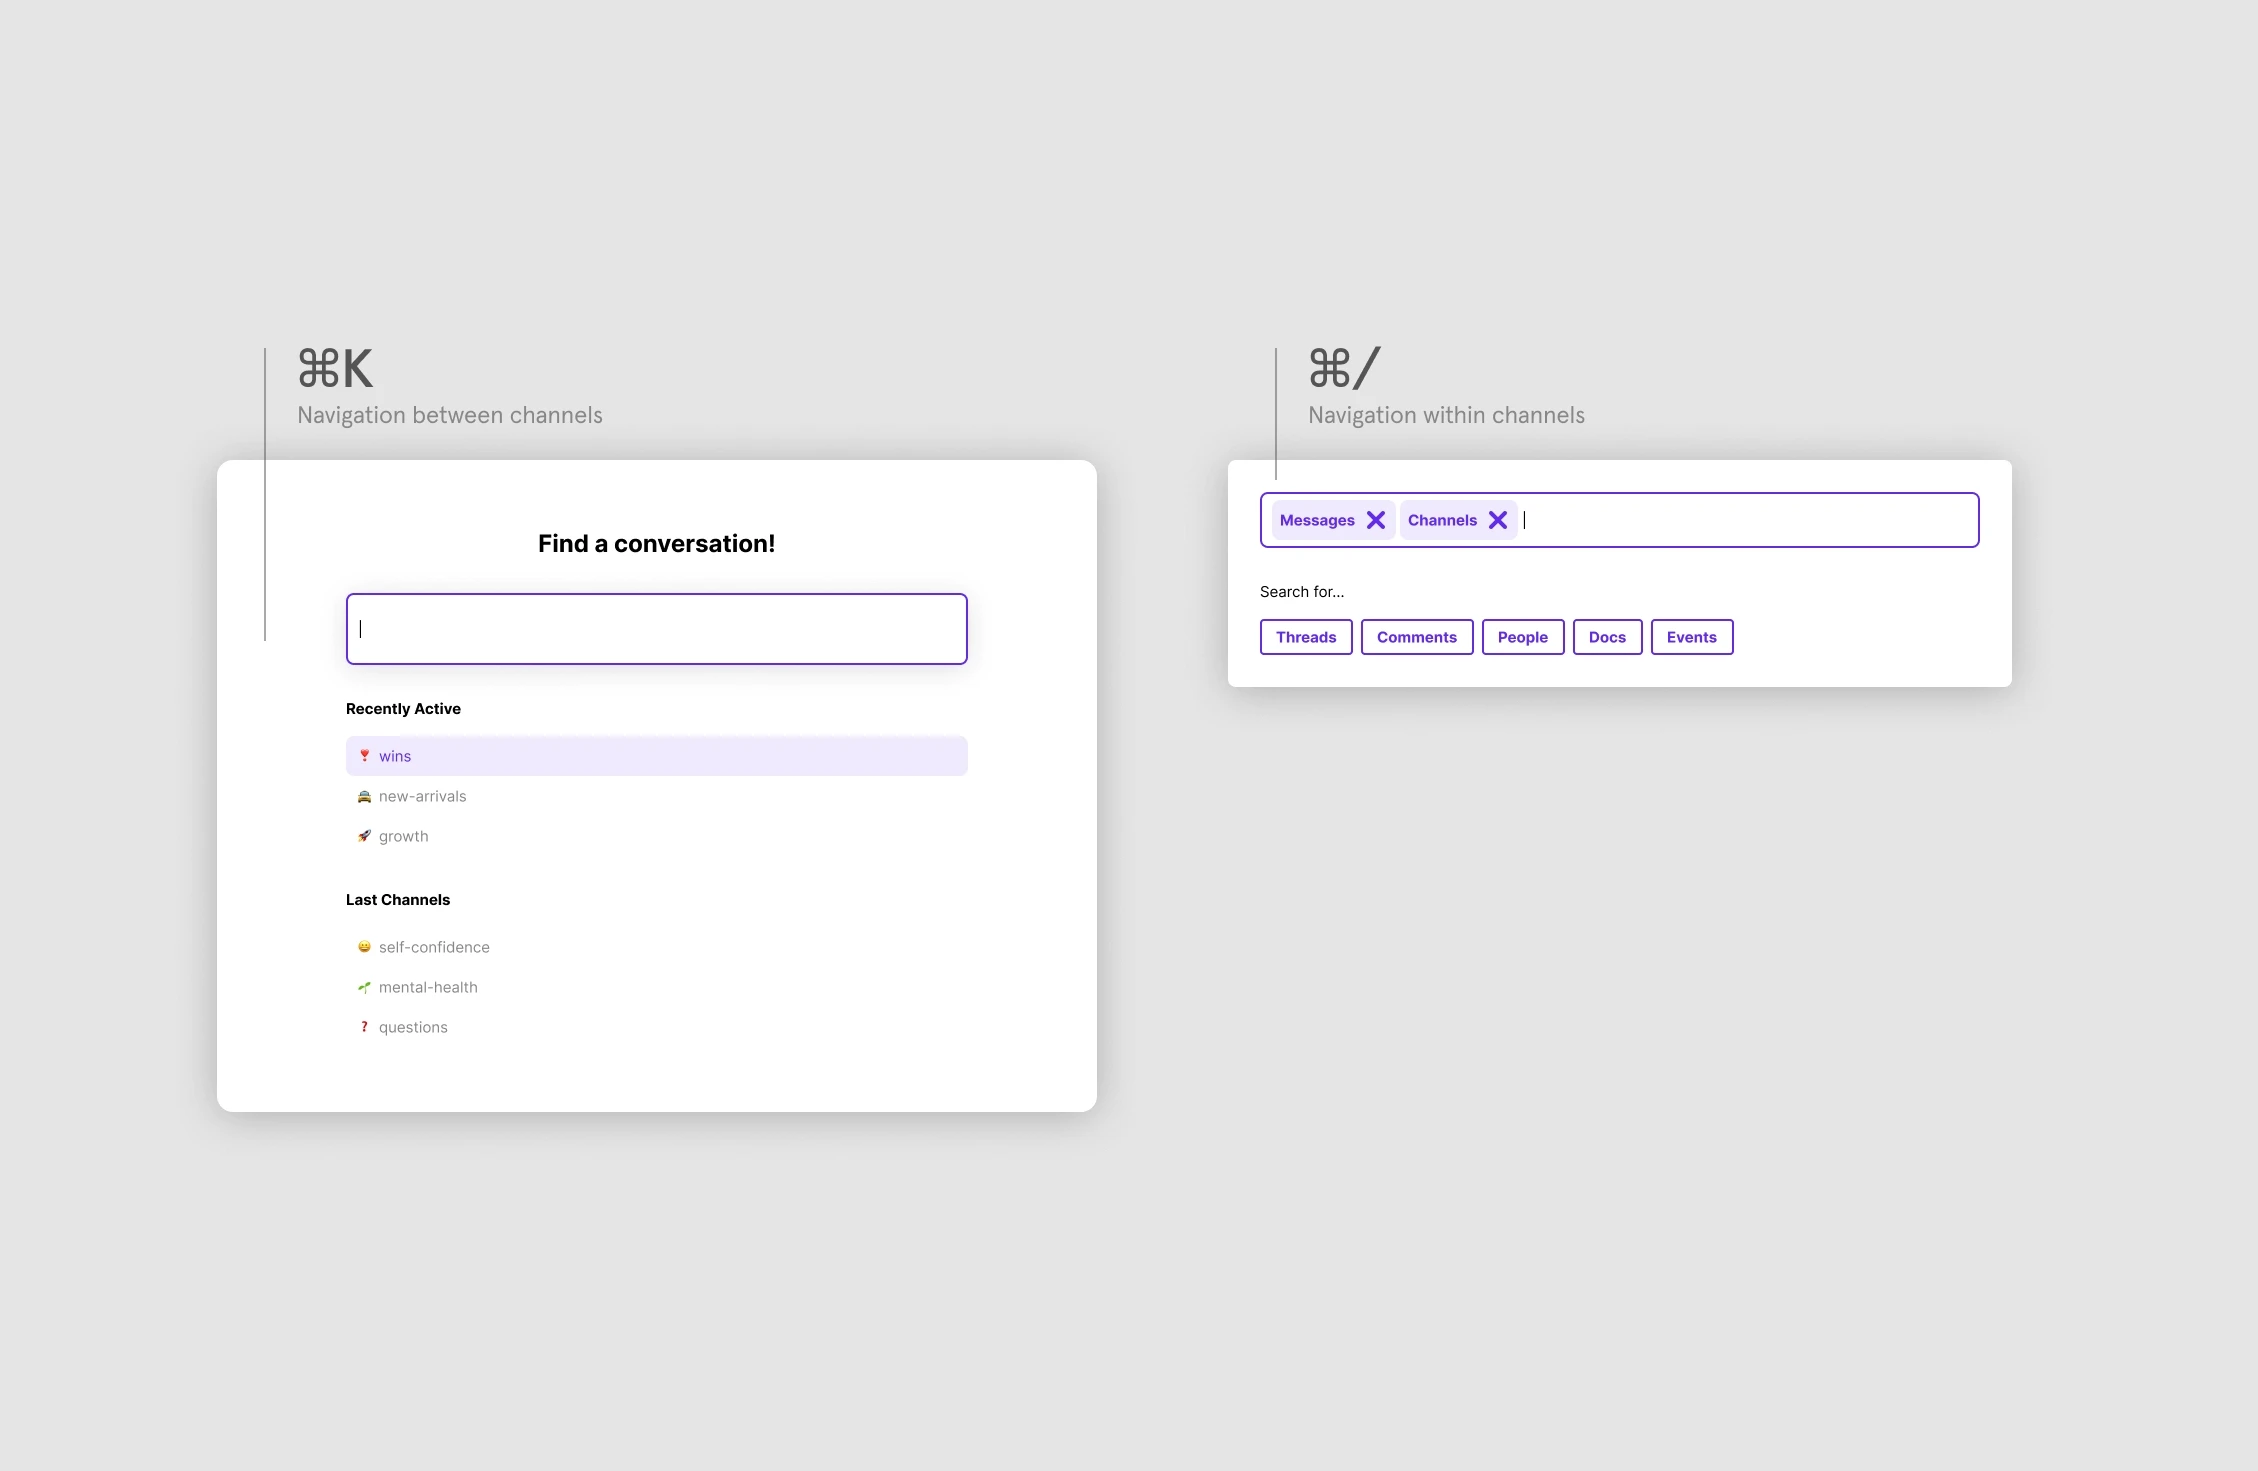 ⌘K
Navigation between channels
Find a conversation!
Recently Active
wins
new-arrivals
growth
Last Channels
self-confidence
mental-health
questions
⌘/
Navigation within channels
Messages Channels
Search for...
Threads Comments People Docs Events